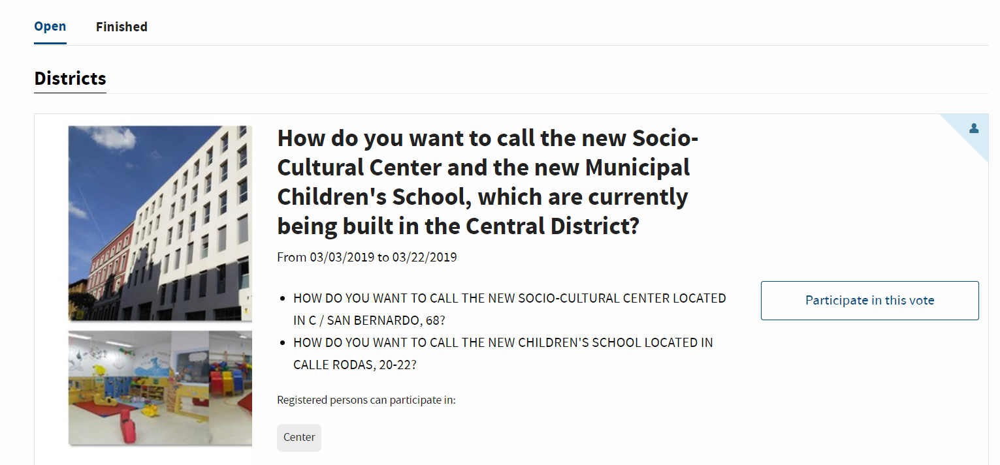 Open Finished
Districts
How do you want to call the new Socio-
Cultural Center and the new Municipal
Children's School, which are currently
being built in the Central District?
From 03/03/2019 to 03/22/2019
• HOW DO YOU WANT TO CALL THE NEW SOCIO-CULTURAL CENTER LOCATED
IN C / SAN BERNARDO, 68?
• HOW DO YOU WANT TO CALL THE NEW CHILDREN'S SCHOOL LOCATED IN
CALLE RODAS, 20-22?
Participate in this vote
Registered persons can participate in:
Center